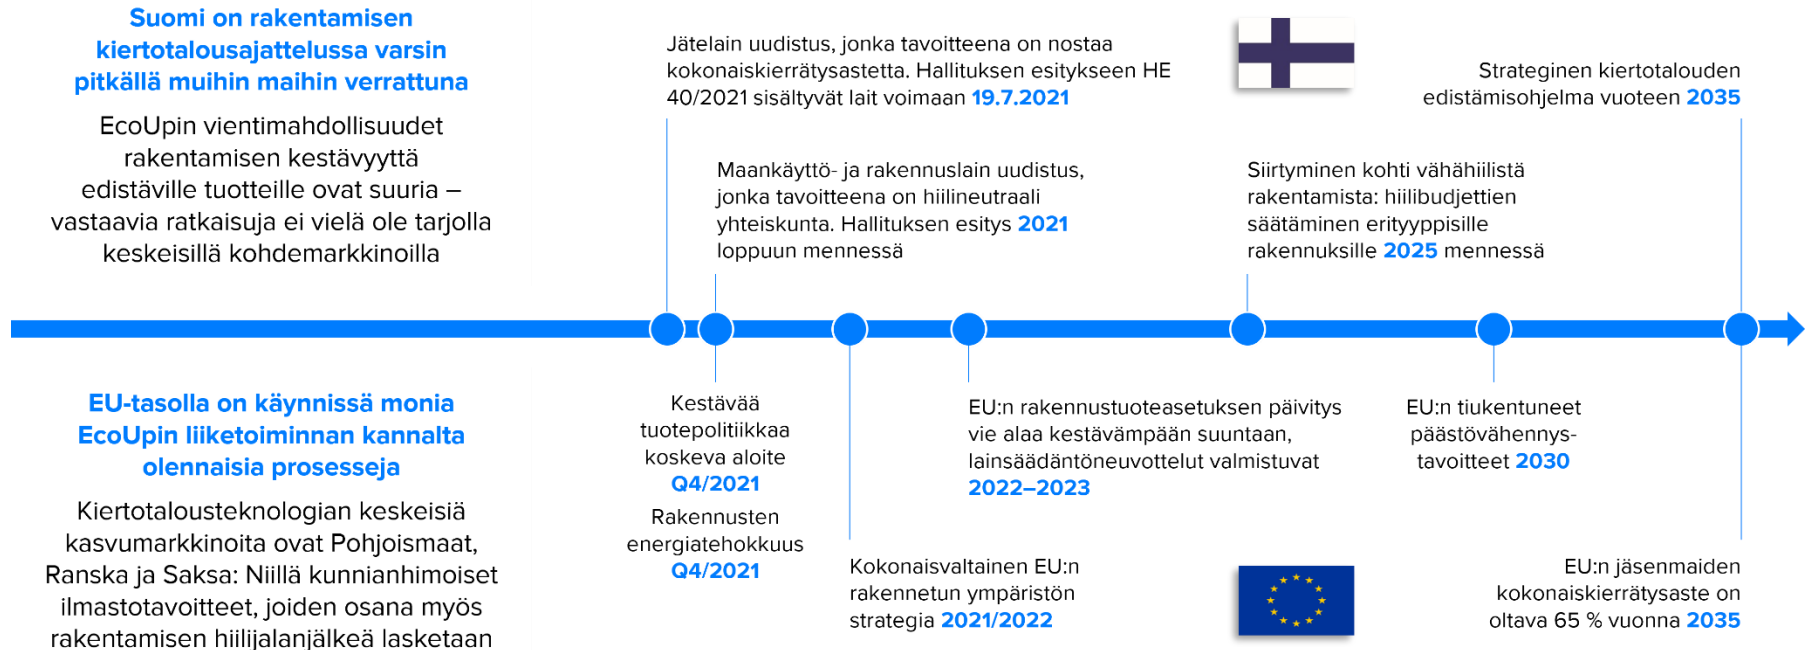 Suomi on rakentamisen
kiertotalousajattelussa varsin
pitkällä muihin maihin verrattuna
EcoUpin vientimahdollisuudet
rakentamisen kestävyyttä
edistäville tuotteille ovat suuria –
vastaavia ratkaisuja ei vielä ole tarjolla
keskeisillä kohdemarkkinoilla
Jätelain uudistus, jonka tavoitteena on nostaa
kokonaiskierrätysastetta. Hallituksen esitykseen HE
40/2021 sisältyvät lait voimaan 19.7.2021
Maankäyttö- ja rakennuslain uudistus,
jonka tavoitteena on hiilineutraali
yhteiskunta. Hallituksen esitys 2021
loppuun mennessä
Siirtyminen kohti vähähiilistä
rakentamista: hiilibudjettien
säätäminen erityyppisille
rakennuksille 2025 mennessä
Strateginen kiertotalouden
edistämisohjelma vuoteen 2035
EU-tasolla on käynnissä monia
EcoUpin liiketoiminnan kannalta
olennaisia prosesseja
Kiertotalousteknologian keskeisiä
kasvumarkkinoita ovat Pohjoismaat,
Ranska ja Saksa: Niillä kunnianhimoiset
ilmastotavoitteet, joiden osana myös
rakentamisen hiilijalanjälkeä lasketaan
Kestävää
tuotepolitiikkaa
koskeva aloite
Q4/2021
Rakennusten
energiatehokkuus
Q4/2021
Kokonaisvaltainen EU:n
rakennetun ympäristön
strategia 2021/2022
EU:n rakennustuoteasetuksen päivitys
vie alaa kestävämpään suuntaan,
lainsäädäntöneuvottelut valmistuvat
2022–2023
EU:n tiukentuneet
päästövähennys-
tavoitteet 2030
EU:n jäsenmaiden
kokonaiskierrätysaste on
oltava 65 % vuonna 2035